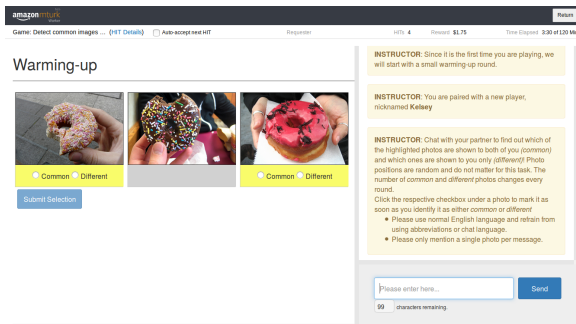 amazonmturk
Worker
Return
Game: Detect common images ... (HIT Details) Auto-accept next HIT Requester HITs 4 Reward $1.75 Time Elapsed 3:30 of 120 Mi
Warming-up
Common Different
Common Different
Submit Selection
INSTRUCTOR: Since it is the first time you are playing, we
will start with a small warming-up round.
INSTRUCTOR: You are paired with a new player,
nicknamed Kelsey
INSTRUCTOR: Chat with your partner to find out which of
the highlighted photos are shown to both of you (common)
and which ones are shown to you only (different)! Photo
positions are random and do not matter for this task. The
number of common and different photos changes every
round.
Click the respective checkbox under a photo to mark it as
soon as you identify it as either common or different
• Please use normal English language and refrain from
using abbreviations or chat language.
• Please only mention a single photo per message.
Please enter here...
Send
99 characters remaining.